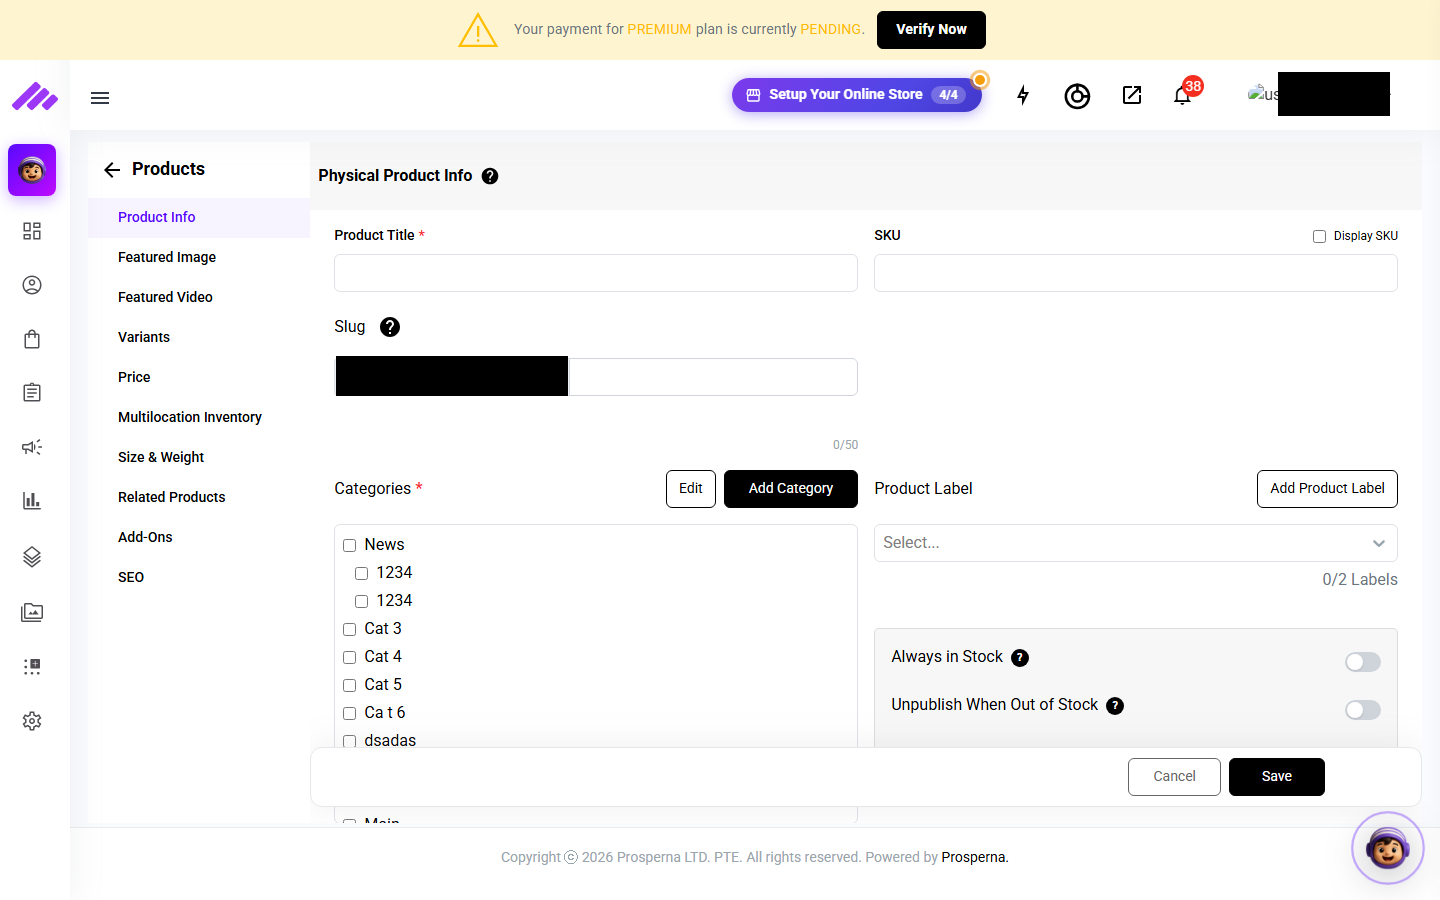 Your payment for PREMIUM plan is currently PENDING.
Verify Now
Setup Your Online Store 4/4
38
us
Products
Product Info
Featured Image
Featured Video
Variants
Price
Multilocation Inventory
Size & Weight
Related Products
Add-Ons
SEO
Physical Product Info ?
Product Title *
SKU
Display SKU
Slug ?
0/50
Categories *
Edit
Add Category
Product Label
Add Product Label
News
1234
1234
Cat 3
Cat 4
Cat 5
Ca t 6
dsadas
Main
Select...
0/2 Labels
Always in Stock ?
Unpublish When Out of Stock ?
Cancel
Save
Copyright © 2026 Prosperna LTD. PTE. All rights reserved. Powered by Prosperna.